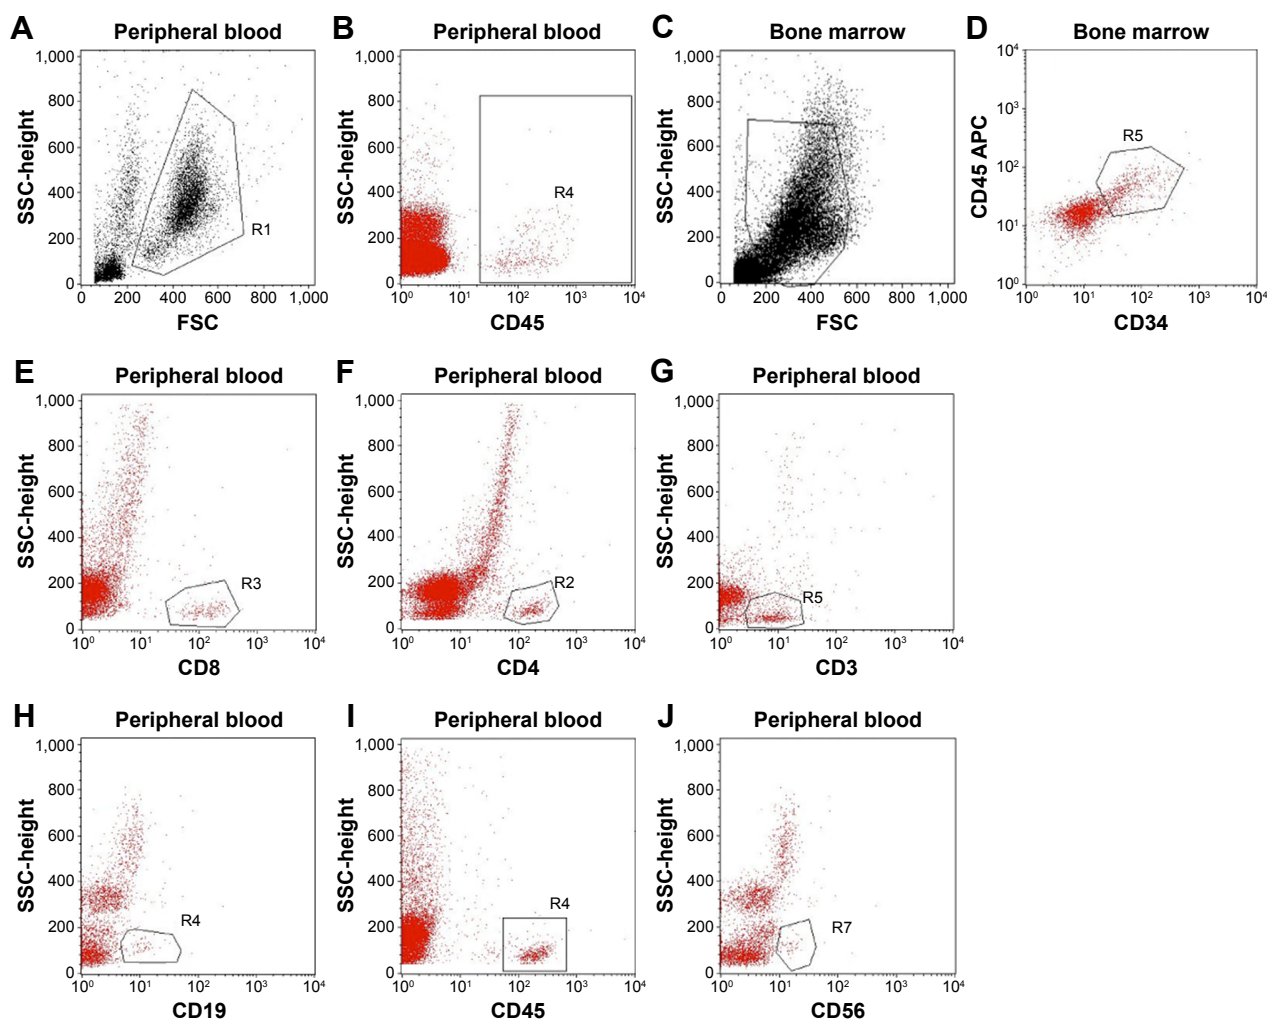 A Peripheral blood
1,000
800
600
400
200
0
SSC-height
R1
0 200 400 600 800 1,000
FSC
B Peripheral blood
1,000
800
600
400
200
0
SSC-height
R4
10⁰ 10¹ 10² 10³ 10⁴
CD45
C Bone marrow
1,000
800
600
400
200
0
SSC-height
0 200 400 600 800 1,000
FSC
D Bone marrow
10⁴
10³
10²
10¹
10⁰
CD45 APC
R5
10⁰ 10¹ 10² 10³ 10⁴
CD34
E Peripheral blood
1,000
800
600
400
200
0
SSC-height
R3
10⁰ 10¹ 10² 10³ 10⁴
CD8
F Peripheral blood
1,000
800
600
400
200
0
SSC-height
R2
10⁰ 10¹ 10² 10³ 10⁴
CD4
G Peripheral blood
1,000
800
600
400
200
0
SSC-height
R5
10⁰ 10¹ 10² 10³ 10⁴
CD3
H Peripheral blood
1,000
800
600
400
200
0
SSC-height
R4
10⁰ 10¹ 10² 10³ 10⁴
CD19
I Peripheral blood
1,000
800
600
400
200
0
SSC-height
R4
10⁰ 10¹ 10² 10³ 10⁴
CD45
J Peripheral blood
1,000
800
600
400
200
0
SSC-height
R7
10⁰ 10¹ 10² 10³ 10⁴
CD56